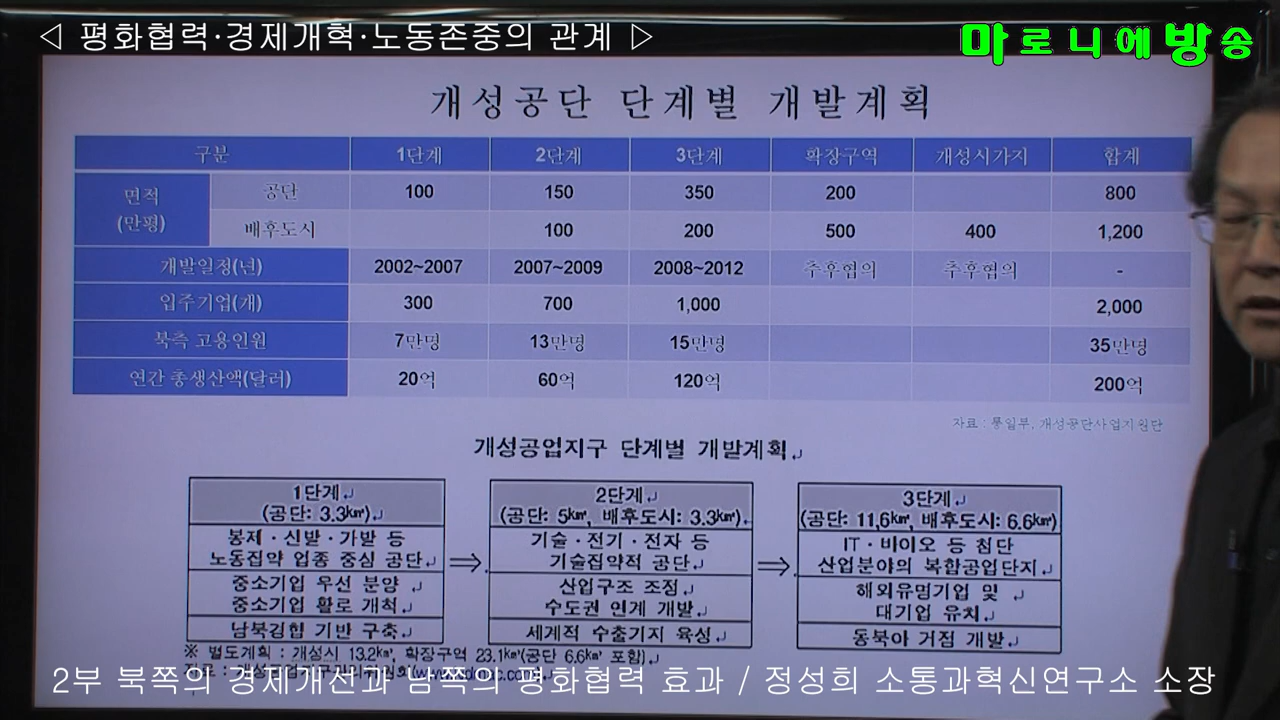 ◁ 평화협력·경제개혁·노동존중의 관계 ▷
마로니에방송
개성공단 단계별 개발계획
구분 1단계 2단계 3단계 확장구역 개성시가지 합계
면적 (만평) 공단 100 150 350 200 800
배후도시 100 200 500 400 1,200
개발일정(년) 2002~2007 2007~2009 2008~2012 추후협의 추후협의 -
입주기업(개) 300 700 1,000 2,000
북측 고용인원 7만명 13만명 15만명 35만명
연간 총생산액(달러) 20억 60억 120억 200억
자료 : 통일부, 개성공단사업지원단
개성공업지구 단계별 개발계획
1단계
(공단: 3.3㎢)
봉제·신발·가방 등
노동집약 업종 중심 공단
중소기업 우선 분양
중소기업 활로 개척
남북경협 기반 구축
⇒
2단계
(공단: 5㎢, 배후도시: 3.3㎢)
기술·전기·전자 등
기술집약적 공단
산업구조 조정
수도권 연계 개발
세계적 수출기지 육성
⇒
3단계
(공단: 11,6㎢, 배후도시: 6.6㎢)
IT·바이오 등 첨단
산업분야의 복합공업단지
해외유명기업 및
대기업 유치
동북아 거점 개발
※ 별도계획 : 개성시 13.2㎢, 확장구역 23.1㎢(공단 6.6㎢ 포함)
2부 북쪽의 경제개선과 남쪽의 평화협력 효과 / 정성희 소통과혁신연구소 소장